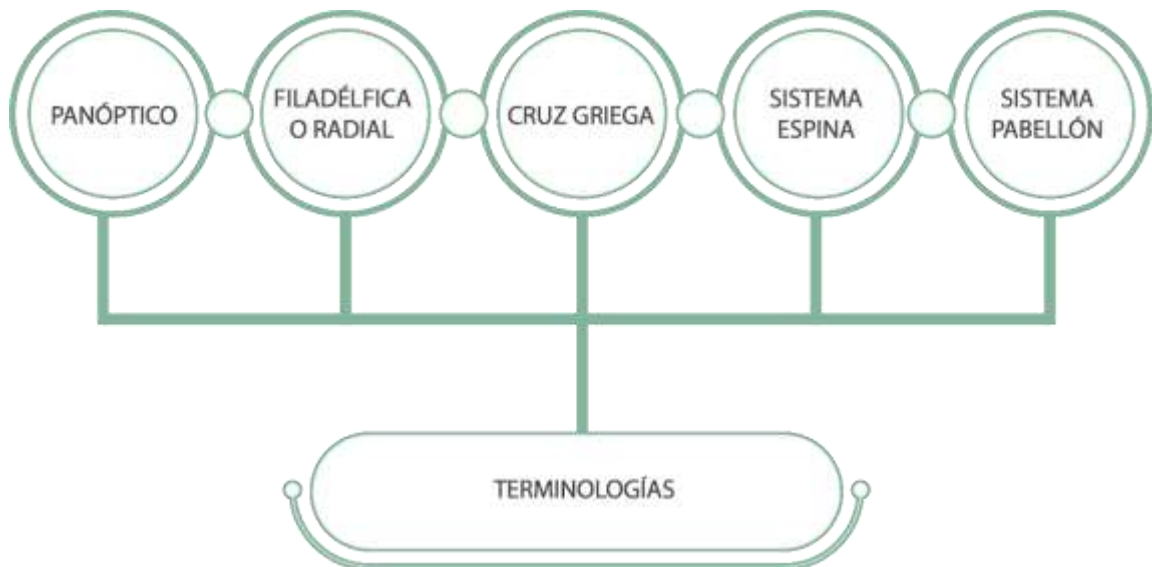 PANÓPTICO
FILADÉLFICA
O RADIAL
CRUZ GRIEGA
SISTEMA
ESPINA
SISTEMA
PABELLÓN
TERMINOLOGÍAS